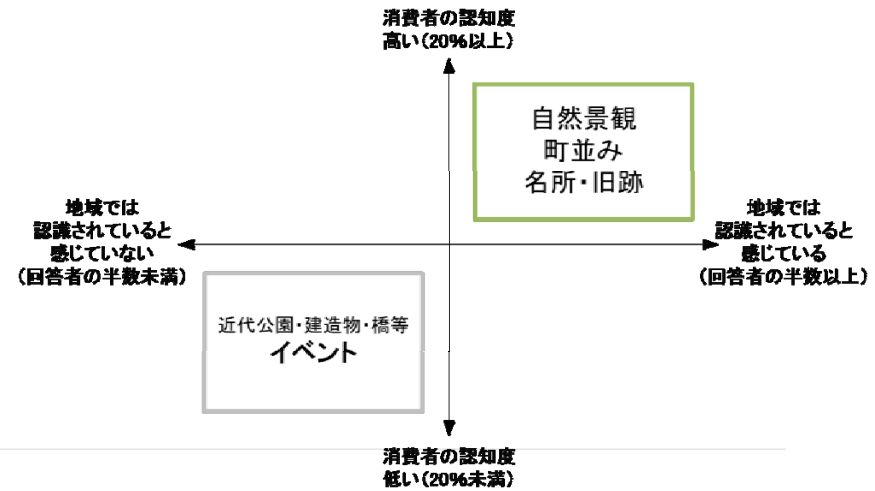 消費者の認知度
高い（20%以上）
自然景観
町並み
名所・旧跡
地域では
認識されていると
感じていない
（回答者の半数未満）
地域では
認識されていると
感じている
（回答者の半数以上）
近代公園・建造物・橋等
イベント
消費者の認知度
低い（20%未満）